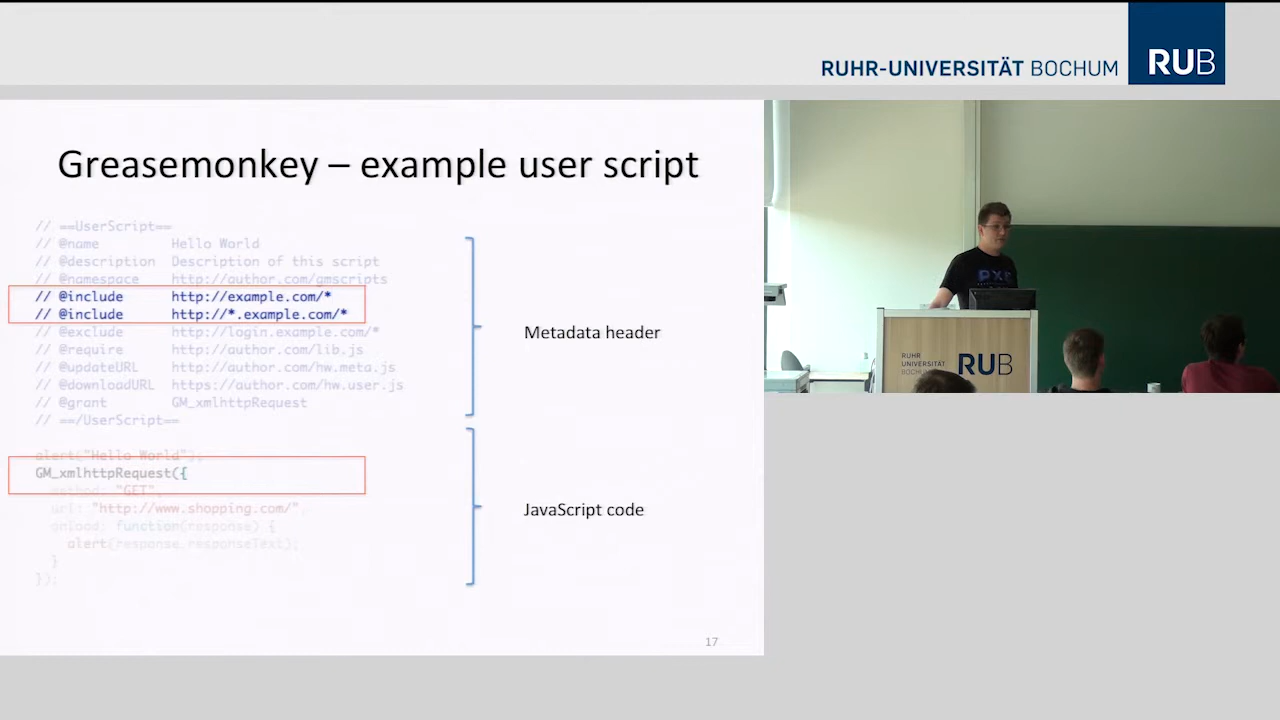 RUHR-UNIVERSITÄT BOCHUM RUB
Greasemonkey – example user script
// ==UserScript==
// @name Hello World
// @description Description of this script
// @namespace http://author.com/gmscripts
// @include http://example.com/*
// @include http://*.example.com/*
// @exclude http://login.example.com/*
// @require http://author.com/lib.js
// @updateURL http://author.com/hw.meta.js
// @downloadURL https://author.com/hw.user.js
// @grant GM_xmlhttpRequest
// ==/UserScript==
Metadata header
alert("Hello World");
GM_xmlhttpRequest({
method: "GET",
url: "http://www.shopping.com/",
onload: function(response) {
alert(response.responseText);
}
});
JavaScript code
17
RUHR
UNIVERSITÄT
BOCHUM
RUB